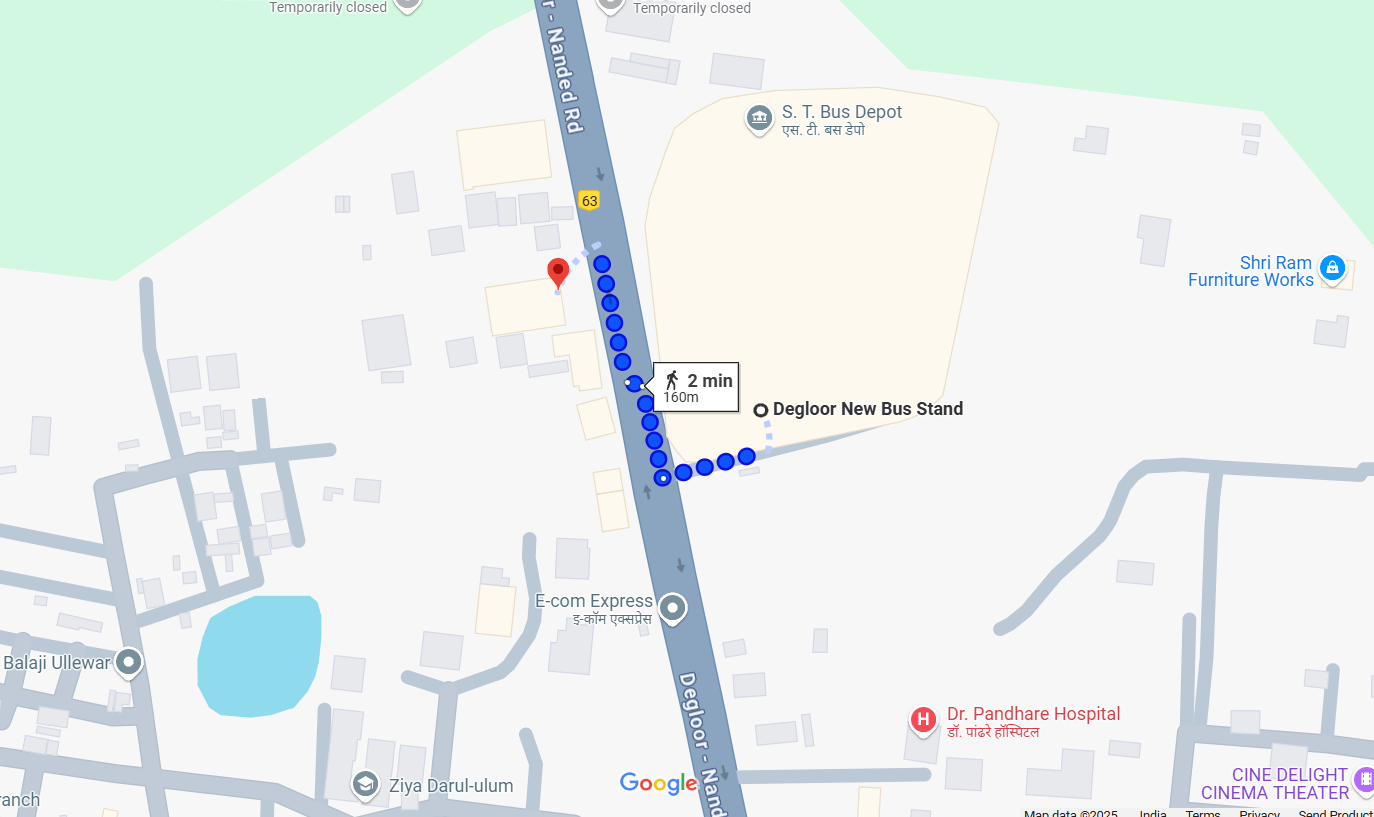 Temporarily closed
Temporarily closed
r - Nanded Rd
S. T. Bus Depot
एस. टी. बस डेपो
63
Shri Ram
Furniture Works
2 min
160m
Degloor New Bus Stand
E-com Express
इ-कॉम एक्सप्रेस
Balaji Ullewar
Degloor - Nand
H
Dr. Pandhare Hospital
डॉ. पांढरे हॉस्पिटल
Google
Ziya Darul-ulum
CINE DELIGHT
CINEMA THEATER
ranch
Map data ©2025 India Terms Privacy Send Product